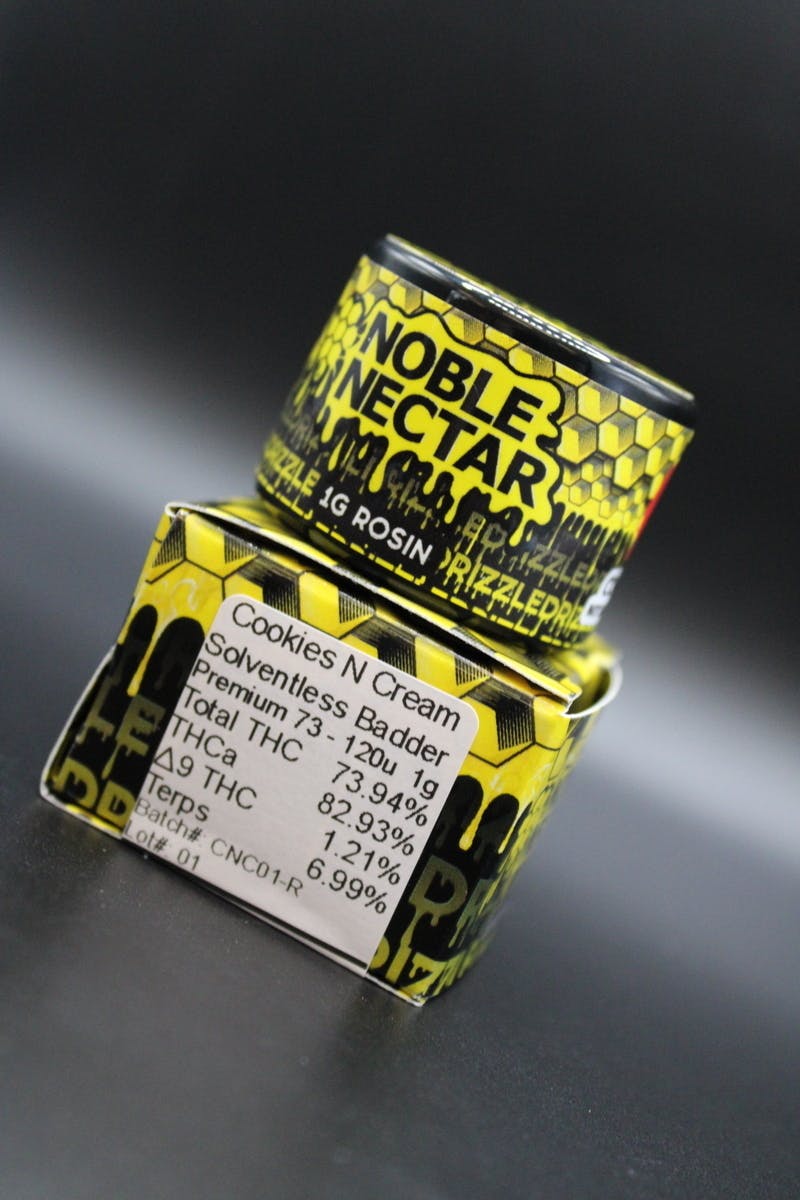 NOBLE
NECTAR
DRIZZLE
1G ROSIN
DRIZZLEDRIZ
Cookies N Cream
Solventless Badder
Premium 73 - 120u 1g
Total THC 73.94%
THCa 82.93%
Δ9 THC 1.21%
Terps 6.99%
Batch#: CNC01-R
Lot#: 01